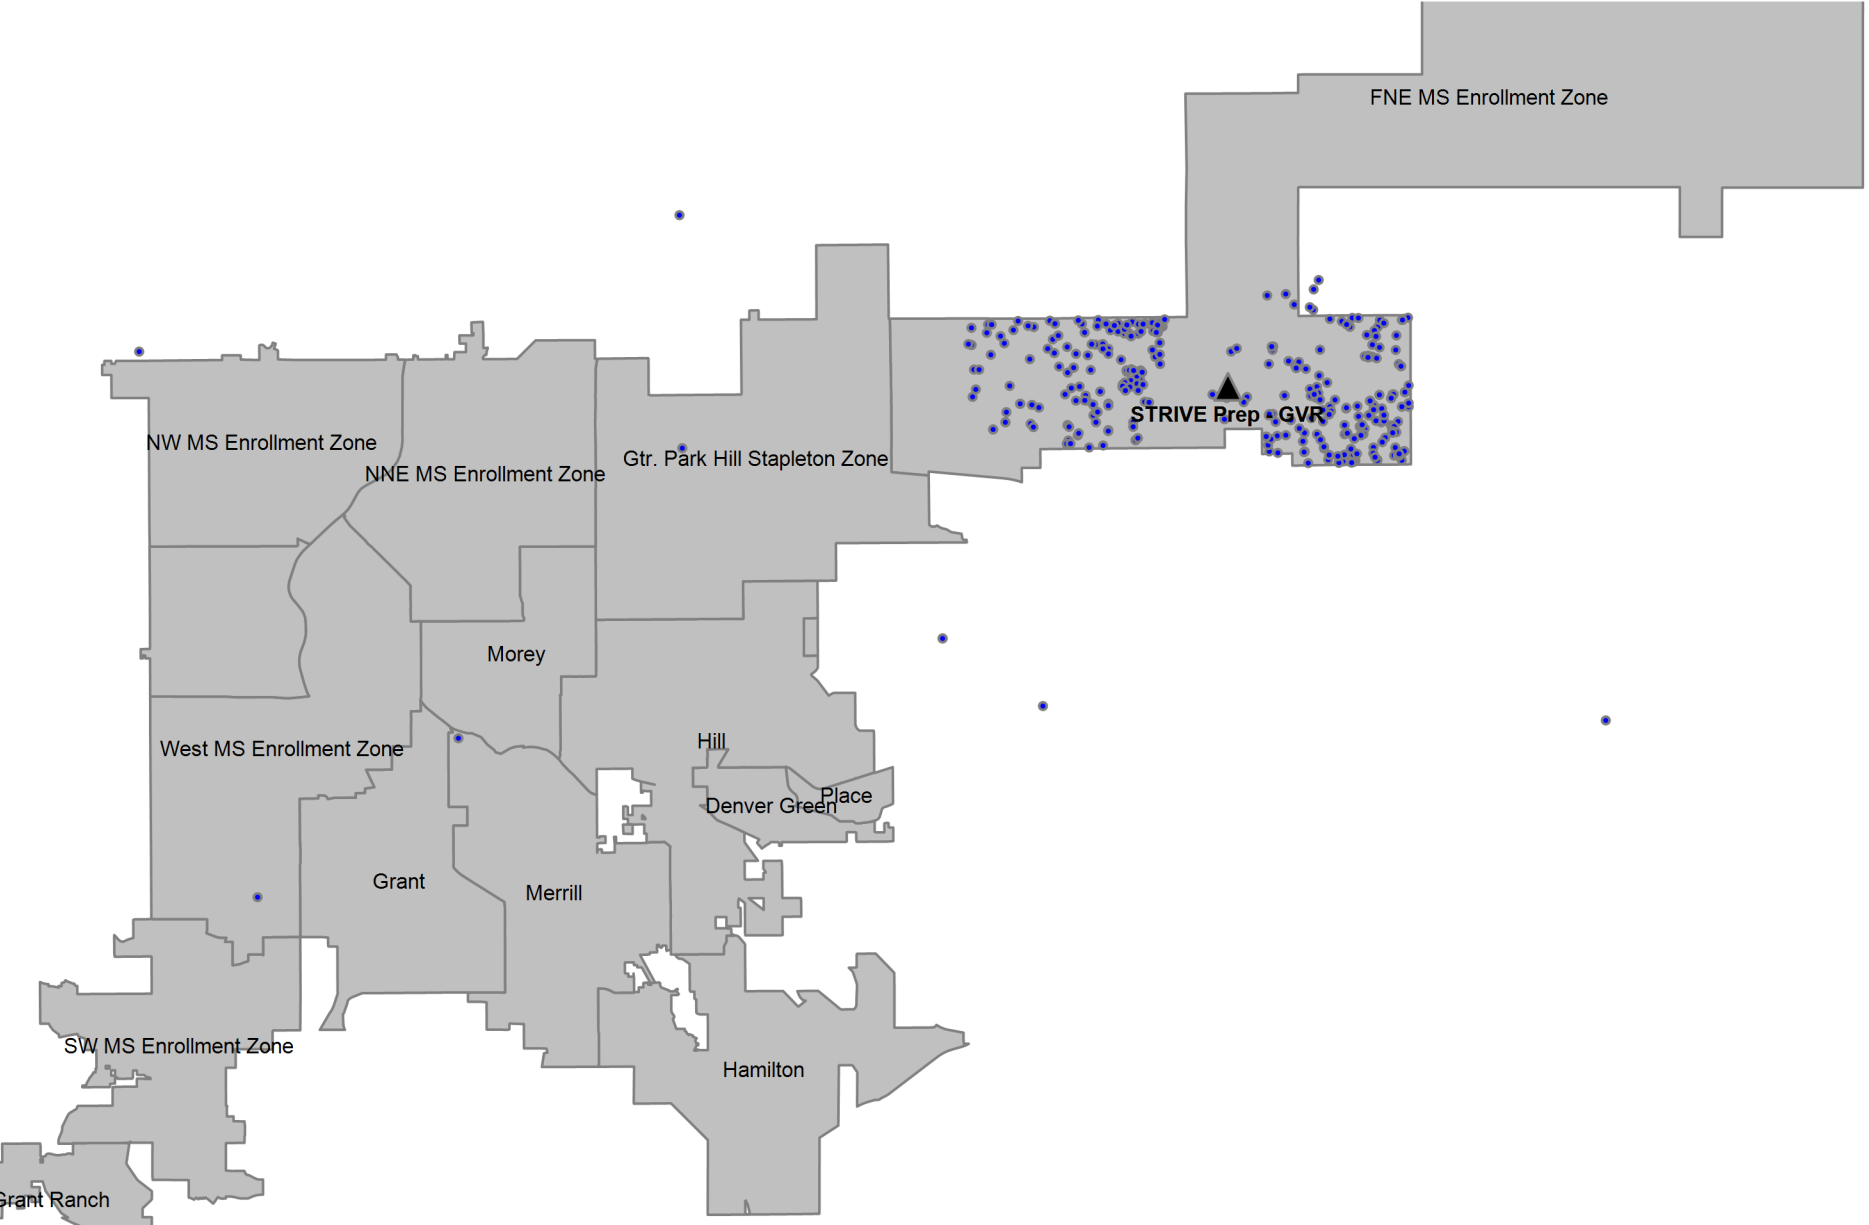 FNE MS Enrollment Zone
STRIVE Prep - GVR
NW MS Enrollment Zone
NNE MS Enrollment Zone
Gtr. Park Hill Stapleton Zone
Morey
West MS Enrollment Zone
Hill
Place
Denver Green
Grant
Merrill
SW MS Enrollment Zone
Hamilton
Grant Ranch